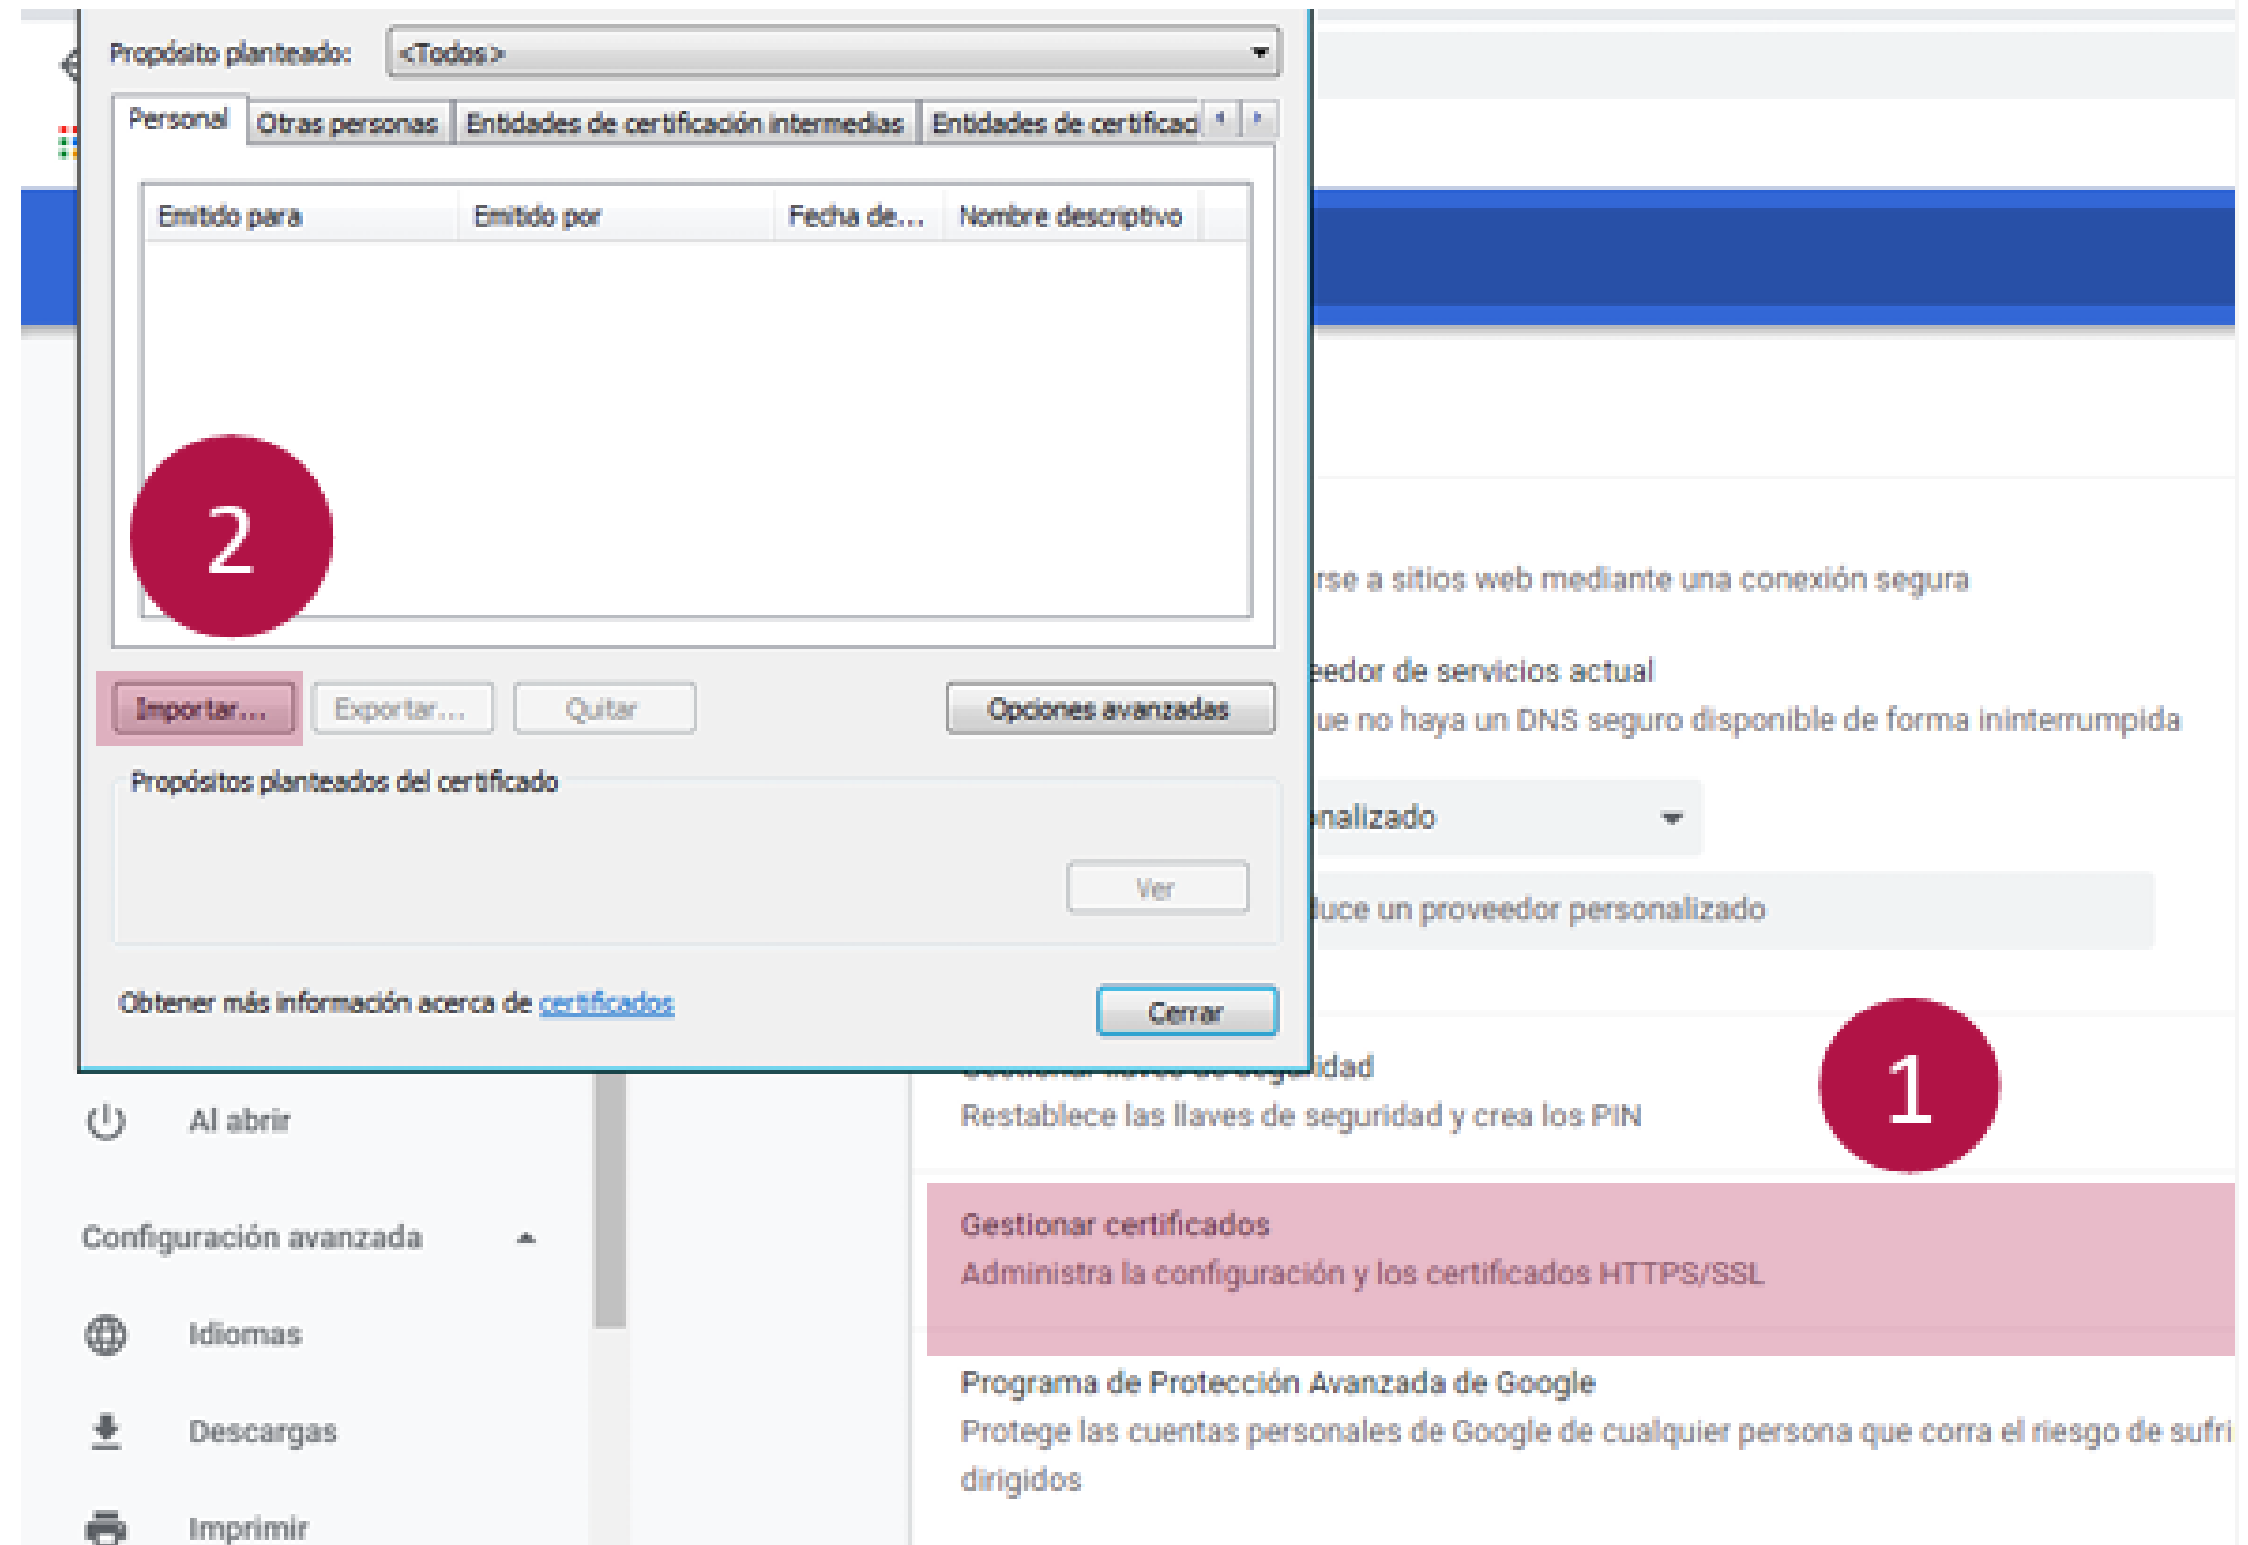 Propósito planteado: <Todos>
Personal Otras personas Entidades de certificación intermedias Entidades de certificaci
Emitido para Emitido por Fecha de... Nombre descriptivo
2
rse a sitios web mediante una conexión segura
eedor de servicios actual
Importar... Exportar... Quitar Opciones avanzadas
ue no haya un DNS seguro disponible de forma ininterrumpida
Propósitos planteados del certificado
nalizado
Ver
duce un proveedor personalizado
Obtener más información acerca de certificados
Cerrar
Gestionar llaves de seguridad
1
Restablece las llaves de seguridad y crea los PIN
Al abrir
Gestionar certificados
Configuración avanzada
Administra la configuración y los certificados HTTPS/SSL
Idiomas
Programa de Protección Avanzada de Google
Descargas
Protege las cuentas personales de Google de cualquier persona que corra el riesgo de sufri
dirigidos
Imprimir